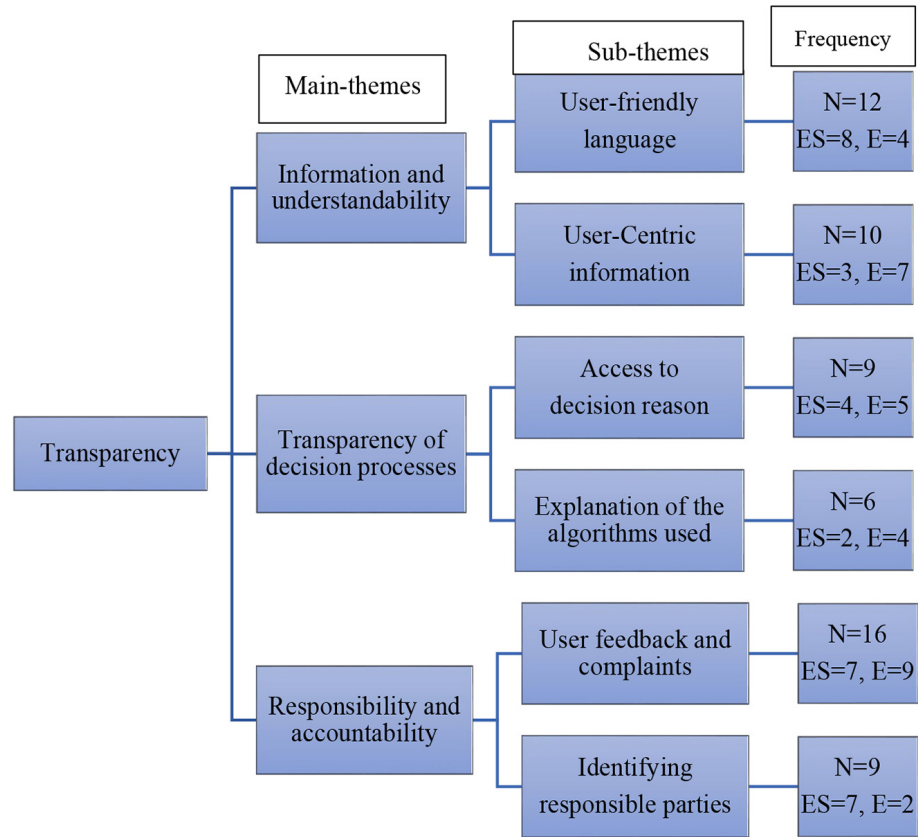 Main-themes
Sub-themes
Frequency
Transparency
Information and
understandability
User-friendly
language
N=12
ES=8, E=4
User-Centric
information
N=10
ES=3, E=7
Transparency of
decision processes
Access to
decision reason
N=9
ES=4, E=5
Explanation of the
algorithms used
N=6
ES=2, E=4
Responsibility and
accountability
User feedback and
complaints
N=16
ES=7, E=9
Identifying
responsible parties
N=9
ES=7, E=2